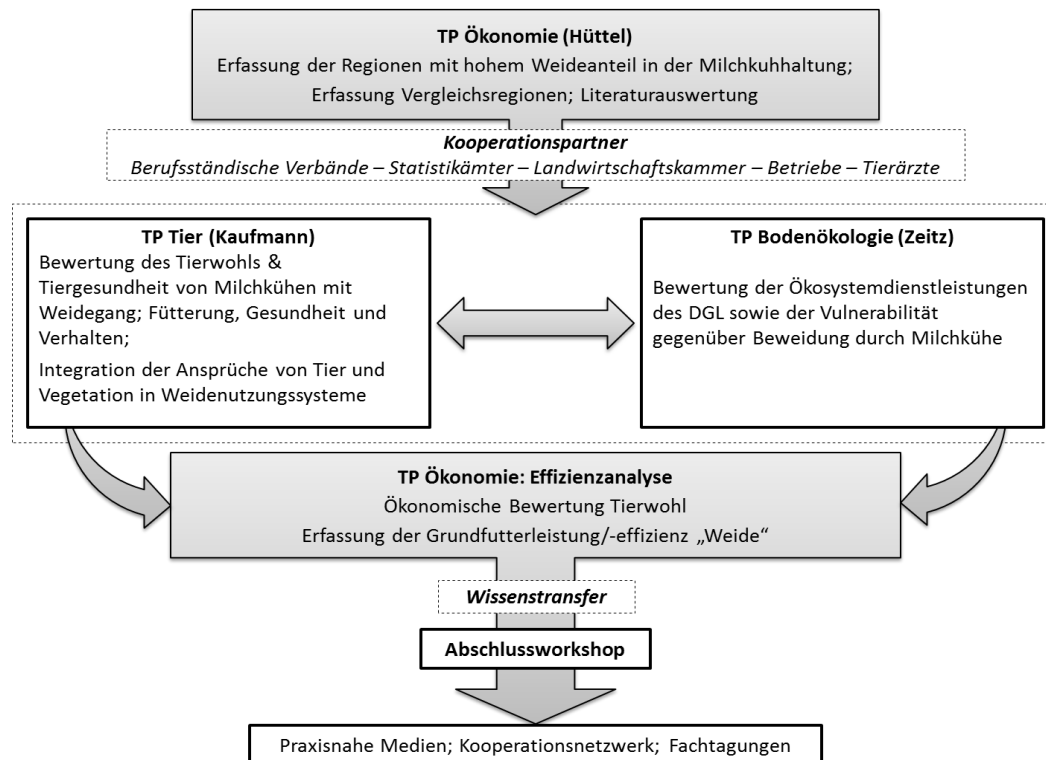 TP Ökonomie (Hüttel)
Erfassung der Regionen mit hohem Weideanteil in der Milchkuhhaltung;
Erfassung Vergleichsregionen; Literaturauswertung
Kooperationspartner
Berufsständische Verbände – Statistikämter – Landwirtschaftskammer – Betriebe – Tierärzte
TP Tier (Kaufmann)
Bewertung des Tierwohls &
Tiergesundheit von Milchkühen mit
Weidegang; Fütterung, Gesundheit und
Verhalten;
Integration der Ansprüche von Tier und
Vegetation in Weidenutzungssysteme
TP Bodenökologie (Zeitz)
Bewertung der Ökosystemdienstleistungen
des DGL sowie der Vulnerabilität
gegenüber Beweidung durch Milchkühe
TP Ökonomie: Effizienzanalyse
Ökonomische Bewertung Tierwohl
Erfassung der Grundfutterleistung/-effizienz „Weide“
Wissenstransfer
Abschlussworkshop
Praxisnahe Medien; Kooperationsnetzwerk; Fachtagungen